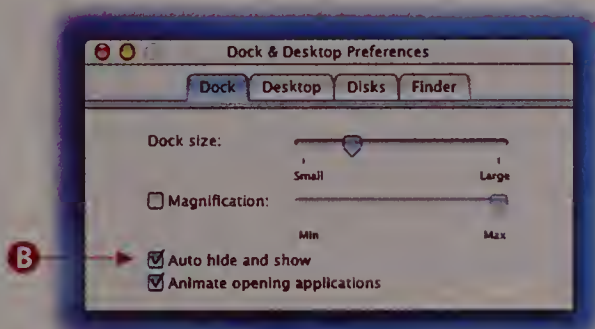 Dock & Desktop Preferences
Dock Desktop Disks Finder
Dock size:
Small Large
Magnification:
Min Max
B
Auto hide and show
Animate opening applications